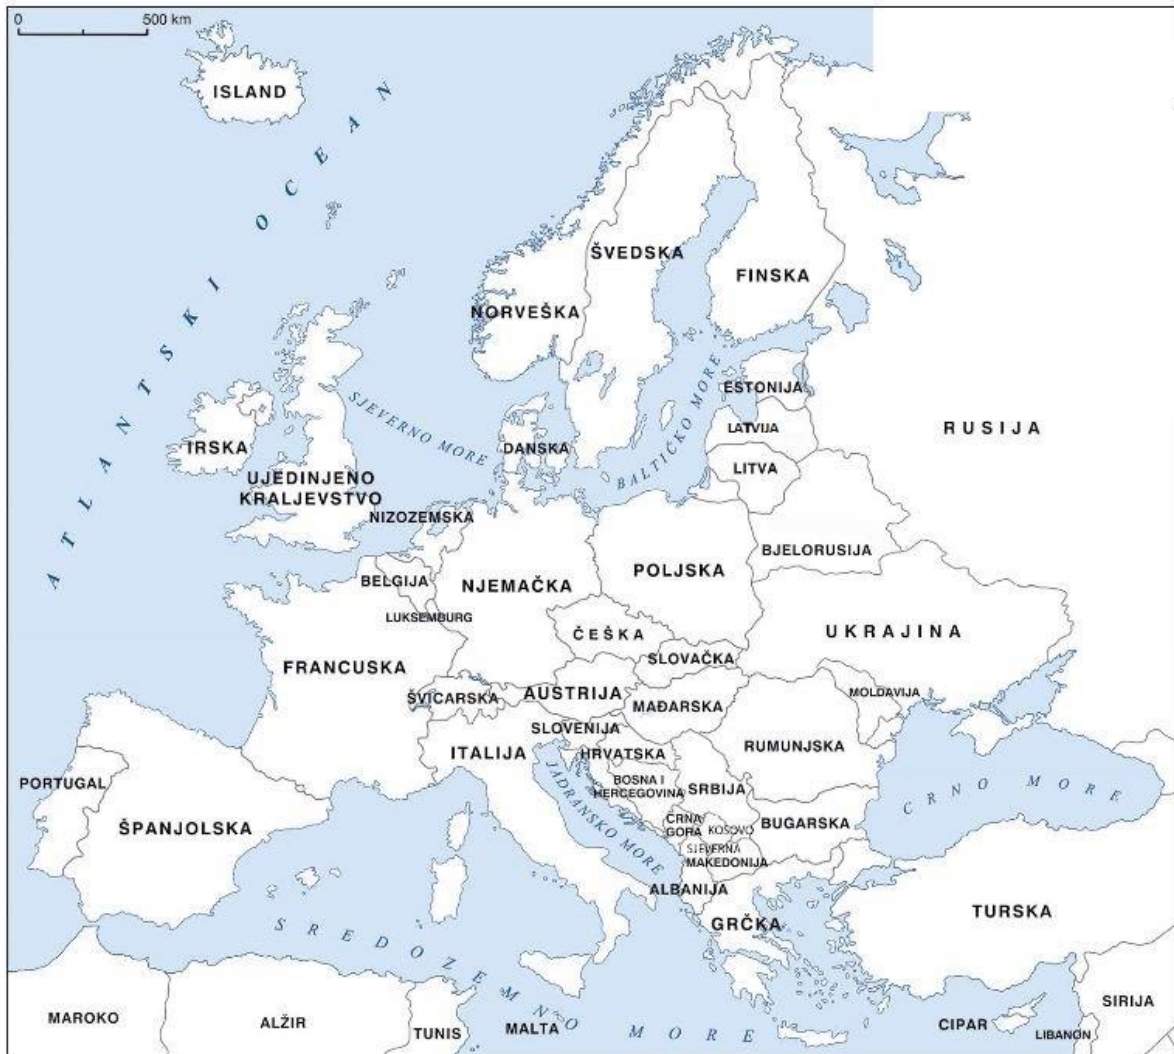 0 500 km
ISLAND
ATLANTSKI OCEAN
ŠVEDSKA
FINSKA
NORVEŠKA
ESTONIJA
SJEVERNO MORE
BALTIČKO MORE
LATVIJA
RUSIJA
IRSKA
DANSKA
LITVA
UJEDINJENO
KRALJEVSTVO
NIZOZEMSKA
BJELORUSIJA
BELGIJA
NJEMAČKA
POLJSKA
LUKSEMBURG
ČEŠKA
UKRAJINA
FRANCUSKA
SLOVAČKA
ŠVICARSKA
AUSTRIJA
MAĐARSKA
MOLDAVIJA
SLOVENIJA
ITALIJA
HRVATSKA
RUMUNJSKA
PORTUGAL
BOSNA I
HERCEGOVINA
SRBIJA
CRNO MORE
JADRANSKO MORE
ŠPANJOLSKA
CRNA
GORA
KOSOVO
BUGARSKA
SJEVERNA
MAKEDONIJA
ALBANIJA
GRČKA
TURSKA
SREDOZEMNO MORE
MAROKO
ALŽIR
TUNIS
MALTA
CIPAR
SIRIJA
LIBANON